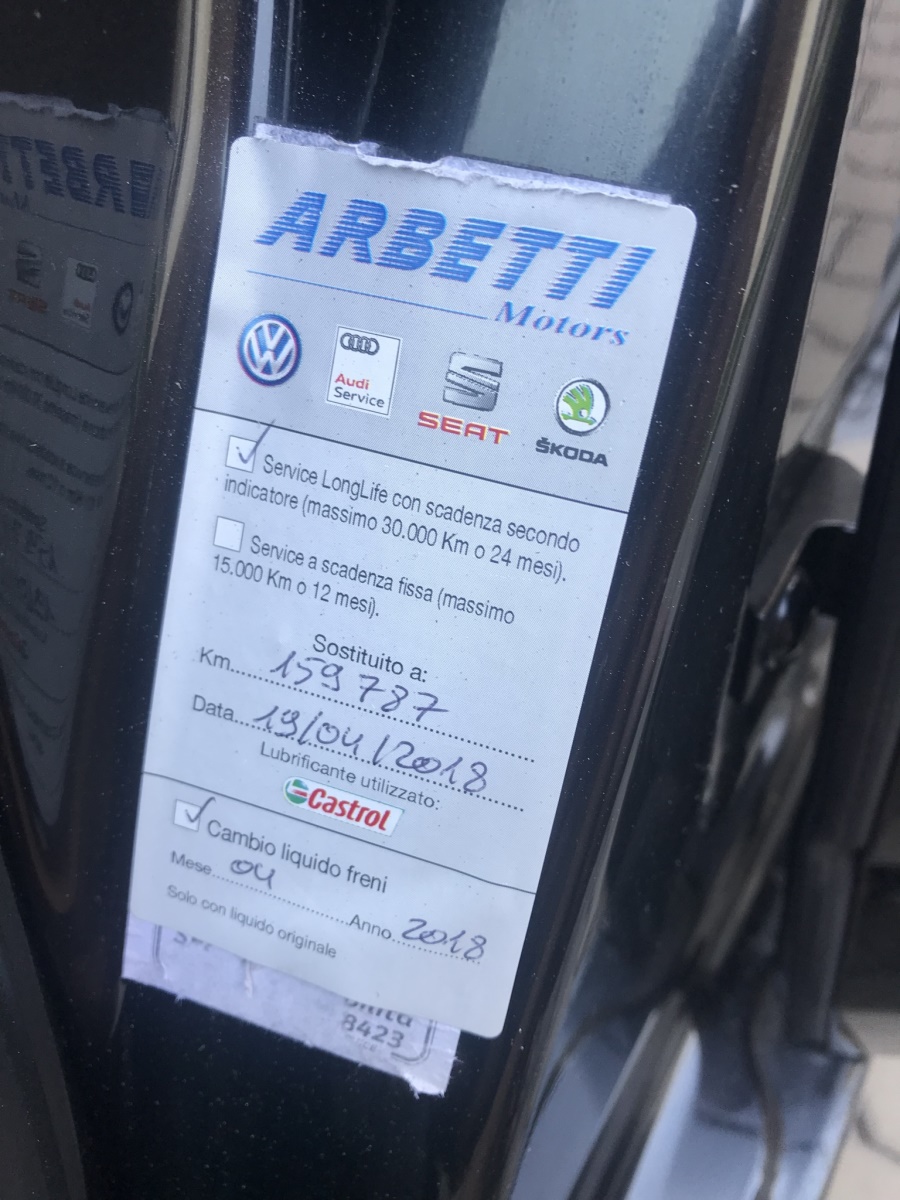 ARBETTI
Motors
Audi
Service
SEAT
ŠKODA
Service LongLife con scadenza secondo
indicatore (massimo 30.000 Km o 24 mesi).
Service a scadenza fissa (massimo
15.000 Km o 12 mesi).
Sostituito a:
Km. 159787
Data 19/04/2018
Lubrificante utilizzato:
Castrol
Cambio liquido freni
Mese 04 Anno 2018
Solo con liquido originale
8423